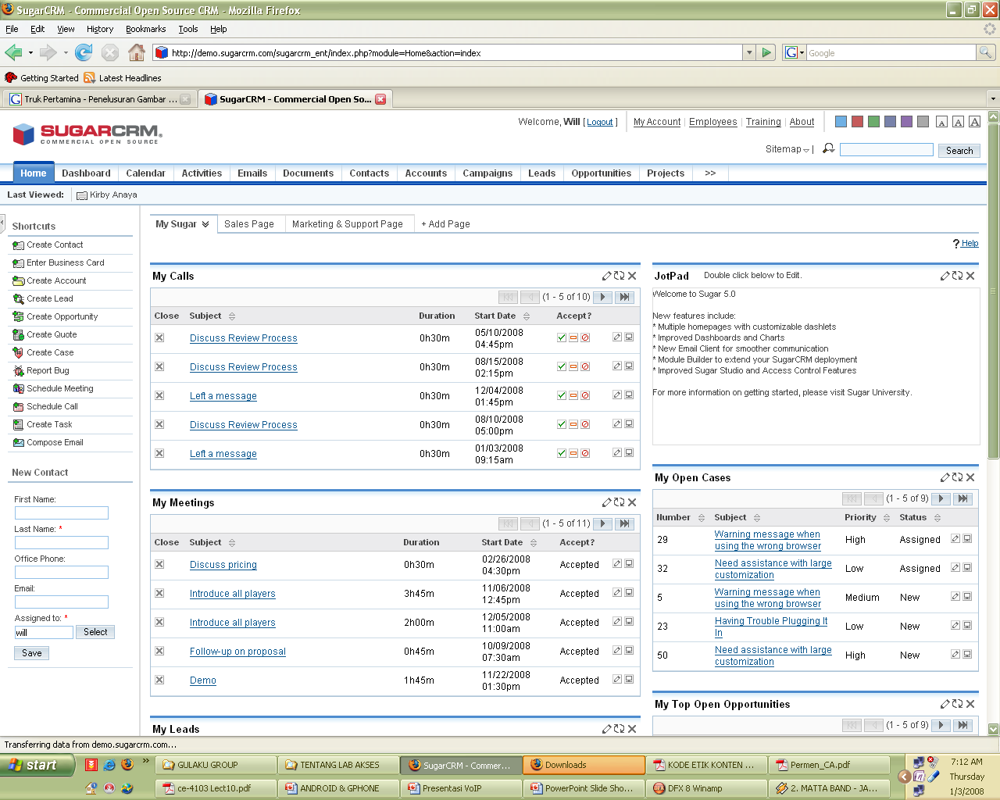 SugarCRM - Commercial Open Source CRM - Mozilla Firefox
File Edit View History Bookmarks Tools Help
http://demo.sugarcrm.com/sugarcrm_ent/index.php?module=Home&action=index
Google
Getting Started Latest Headlines
Truk Pertamina - Penelusuran Gambar ...
SugarCRM - Commercial Open So...
SUGARCRM.
COMMERCIAL OPEN SOURCE
Welcome, Will [ Logout ] My Account | Employees | Training | About A A A
Sitemap | Search
Home Dashboard Calendar Activities Emails Documents Contacts Accounts Campaigns Leads Opportunities Projects >>
Last Viewed: Kirby Anaya
Shortcuts
Create Contact
Enter Business Card
Create Account
Create Lead
Create Opportunity
Create Quote
Create Case
Report Bug
Schedule Meeting
Schedule Call
Create Task
Compose Email
New Contact
First Name:
Last Name: *
Office Phone:
Email:
Assigned to: *
will Select
Save
My Sugar Sales Page Marketing & Support Page + Add Page
? Help
My Calls
(1 - 5 of 10)
Close Subject Duration Start Date Accept?
Discuss Review Process 0h30m 05/10/2008 04:45pm
Discuss Review Process 0h30m 08/15/2008 02:15pm
Left a message 0h30m 12/04/2008 01:45pm
Discuss Review Process 0h30m 08/10/2008 05:00pm
Left a message 0h30m 01/03/2008 09:15am
My Meetings
(1 - 5 of 11)
Close Subject Duration Start Date Accept?
Discuss pricing 0h30m 02/26/2008 04:30pm Accepted
Introduce all players 3h45m 11/06/2008 12:45pm Accepted
Introduce all players 2h00m 12/05/2008 11:00am Accepted
Follow-up on proposal 0h45m 10/09/2008 07:30am Accepted
Demo 1h45m 11/22/2008 01:30pm Accepted
My Leads
JotPad Double click below to Edit.
Welcome to Sugar 5.0
New features include:
* Multiple homepages with customizable dashlets
* Improved Dashboards and Charts
* New Email Client for smoother communication
* Module Builder to extend your SugarCRM deployment
* Improved Sugar Studio and Access Control Features
For more information on getting started, please visit Sugar University.
My Open Cases
(1 - 5 of 9)
Number Subject Priority Status
29 Warning message when using the wrong browser High Assigned
32 Need assistance with large customization Low Assigned
5 Warning message when using the wrong browser Medium New
23 Having Trouble Plugging It In Low New
50 Need assistance with large customization High New
My Top Open Opportunities
(1 - 5 of 9)
Transferring data from demo.sugarcrm.com...
start
GULAKU GROUP
TENTANG LAB AKSES
SugarCRM - Commer...
Downloads
KODE ETIK KONTEN ...
Permen_CA.pdf
ce-4103 Lect10.pdf
ANDROID & GPHONE
Presentasi VoIP
PowerPoint Slide Sho...
DFX 8 Winamp
2. MATTA BAND - JA...
7:12 AM
Thursday
1/3/2008